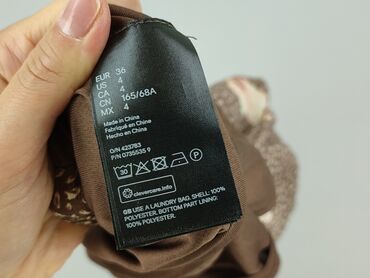 EUR 36
US 4
CA 4
CN 165/68A
MX 4
Made in China
Fabriqué en Chine
Hecho en China
O/N 423783
P/N 0735535 9
30
P
clevercare.info
GB USE A LAUNDRY BAG. SHELL: 100%
POLYESTER, BOTTOM PART LINING:
100% POLYESTER.